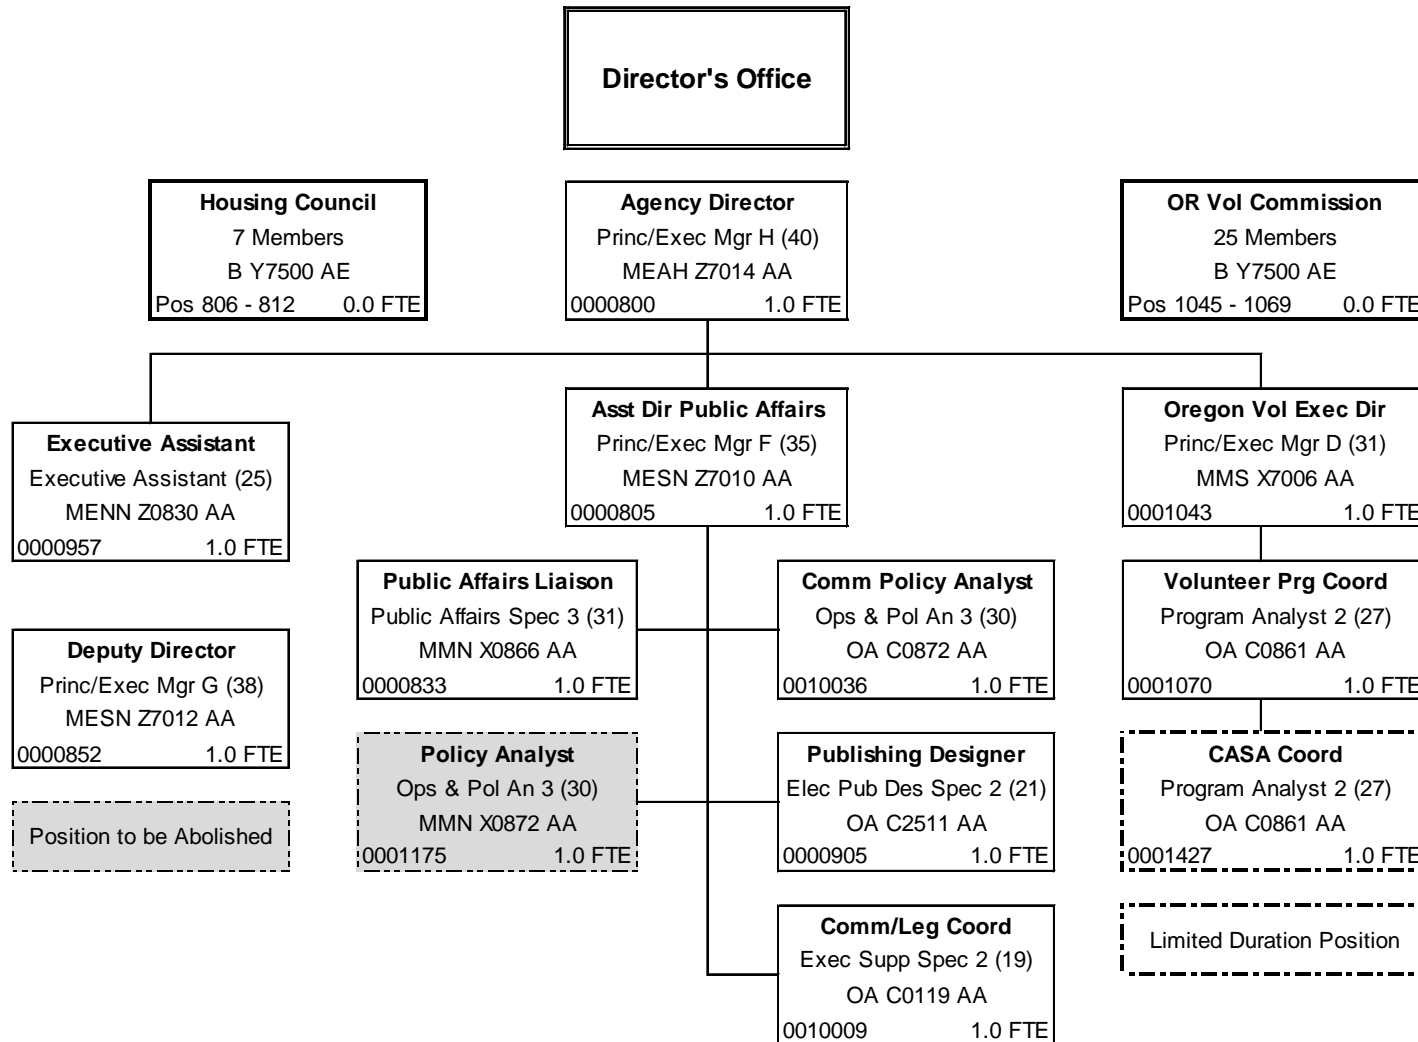 Director's Office
Housing Council
7 Members
B Y7500 AE
Pos 806 - 812 0.0 FTE
Agency Director
Princ/Exec Mgr H (40)
MEAH Z7014 AA
0000800 1.0 FTE
OR Vol Commission
25 Members
B Y7500 AE
Pos 1045 - 1069 0.0 FTE
Executive Assistant
Executive Assistant (25)
MENN Z0830 AA
0000957 1.0 FTE
Asst Dir Public Affairs
Princ/Exec Mgr F (35)
MESN Z7010 AA
0000805 1.0 FTE
Oregon Vol Exec Dir
Princ/Exec Mgr D (31)
MMS X7006 AA
0001043 1.0 FTE
Public Affairs Liaison
Public Affairs Spec 3 (31)
MMN X0866 AA
0000833 1.0 FTE
Comm Policy Analyst
Ops & Pol An 3 (30)
OA C0872 AA
0010036 1.0 FTE
Volunteer Prg Coord
Program Analyst 2 (27)
OA C0861 AA
0001070 1.0 FTE
Deputy Director
Princ/Exec Mgr G (38)
MESN Z7012 AA
0000852 1.0 FTE
Policy Analyst
Ops & Pol An 3 (30)
MMN X0872 AA
0001175 1.0 FTE
Publishing Designer
Elec Pub Des Spec 2 (21)
OA C2511 AA
0000905 1.0 FTE
CASA Coord
Program Analyst 2 (27)
OA C0861 AA
0001427 1.0 FTE
Position to be Abolished
Comm/Leg Coord
Exec Supp Spec 2 (19)
OA C0119 AA
0010009 1.0 FTE
Limited Duration Position